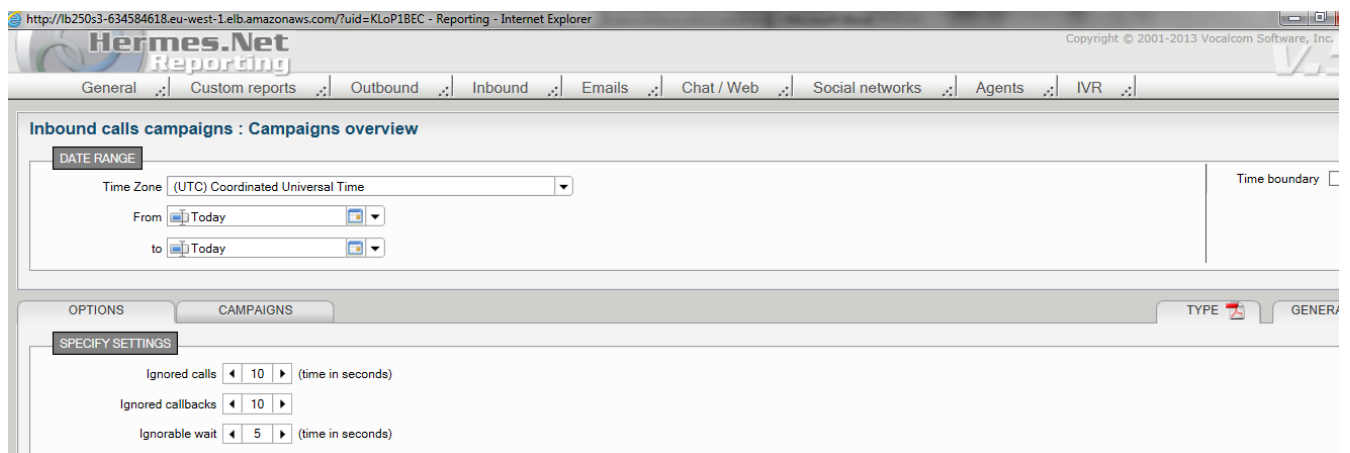 http://lb250s3-634584618.eu-west-1.elb.amazonaws.com/?uid=KLoP1BEC - Reporting - Internet Explorer
Hermes.Net
Reporting
Copyright © 2001-2013 Vocalcom Software, Inc.
General Custom reports Outbound Inbound Emails Chat / Web Social networks Agents IVR
Inbound calls campaigns : Campaigns overview
DATE RANGE
Time Zone (UTC) Coordinated Universal Time
Time boundary
From Today
to Today
OPTIONS CAMPAIGNS TYPE GENERA
SPECIFY SETTINGS
Ignored calls 10 (time in seconds)
Ignored callbacks 10
Ignorable wait 5 (time in seconds)